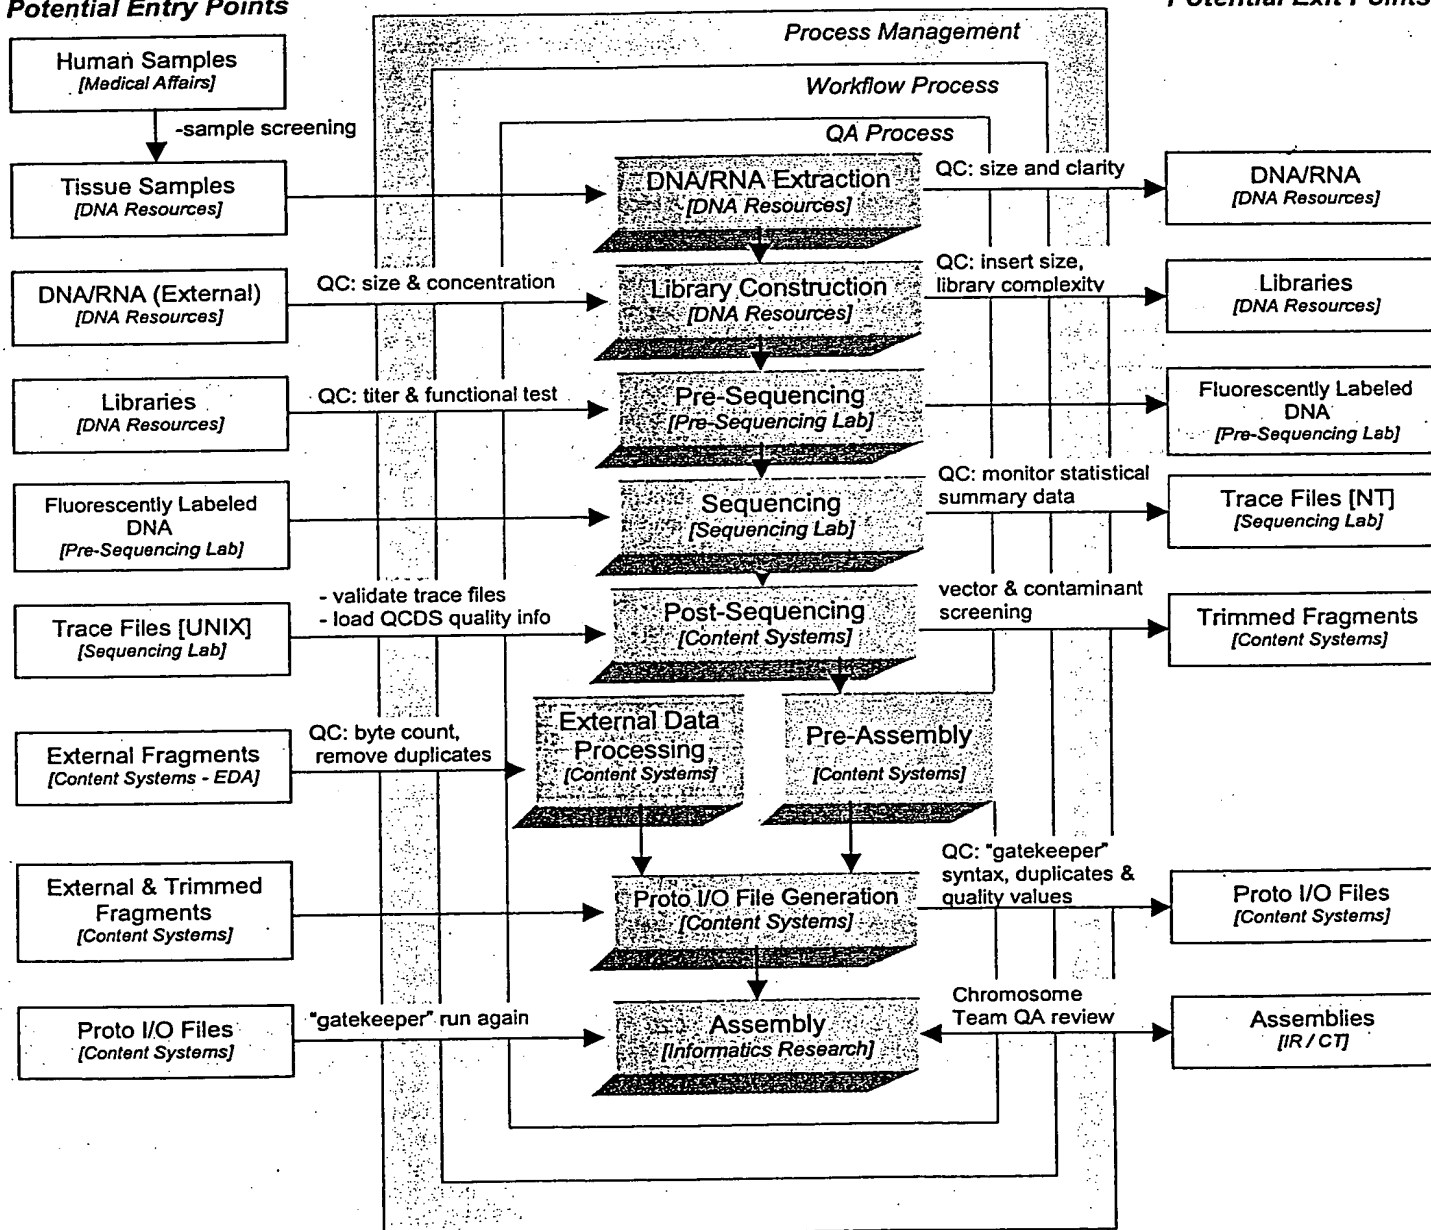 Potential Entry Points
Potential Exit Points
Process Management
Workflow Process
QA Process
Human Samples
[Medical Affairs]
-sample screening
Tissue Samples
[DNA Resources]
DNA/RNA Extraction
[DNA Resources]
QC: size and clarity
DNA/RNA
[DNA Resources]
DNA/RNA (External)
[DNA Resources]
QC: size & concentration
Library Construction
[DNA Resources]
QC: insert size,
library complexity
Libraries
[DNA Resources]
Libraries
[DNA Resources]
QC: titer & functional test
Pre-Sequencing
[Pre-Sequencing Lab]
Fluorescently Labeled
DNA
[Pre-Sequencing Lab]
Fluorescently Labeled
DNA
[Pre-Sequencing Lab]
Sequencing
[Sequencing Lab]
QC: monitor statistical
summary data
Trace Files [NT]
[Sequencing Lab]
Trace Files [UNIX]
[Sequencing Lab]
- validate trace files
- load QCDS quality info
Post-Sequencing
[Content Systems]
vector & contaminant
screening
Trimmed Fragments
[Content Systems]
External Fragments
[Content Systems - EDA]
QC: byte count,
remove duplicates
External Data
Processing
[Content Systems]
Pre-Assembly
[Content Systems]
External & Trimmed
Fragments
[Content Systems]
Proto I/O File Generation
[Content Systems]
QC: "gatekeeper"
syntax, duplicates &
quality values
Proto I/O Files
[Content Systems]
Proto I/O Files
[Content Systems]
"gatekeeper" run again
Assembly
[Informatics Research]
Chromosome
Team QA review
Assemblies
[IR / CT]